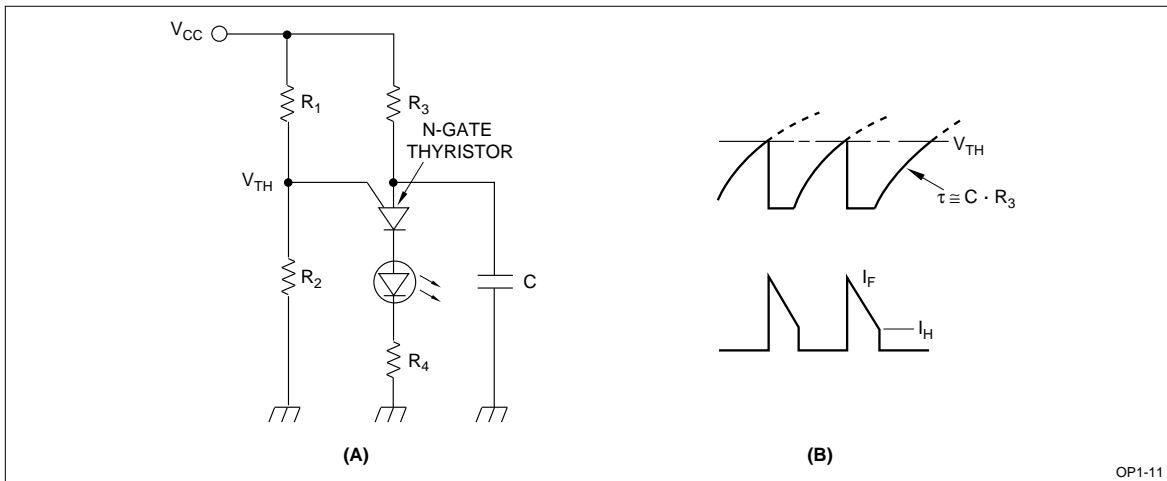 VCC
R1
R3
N-GATE
THYRISTOR
VTH
R2
C
R4
(A)
VTH
τ ≅ C · R3
IF
IH
(B)
OP1-11